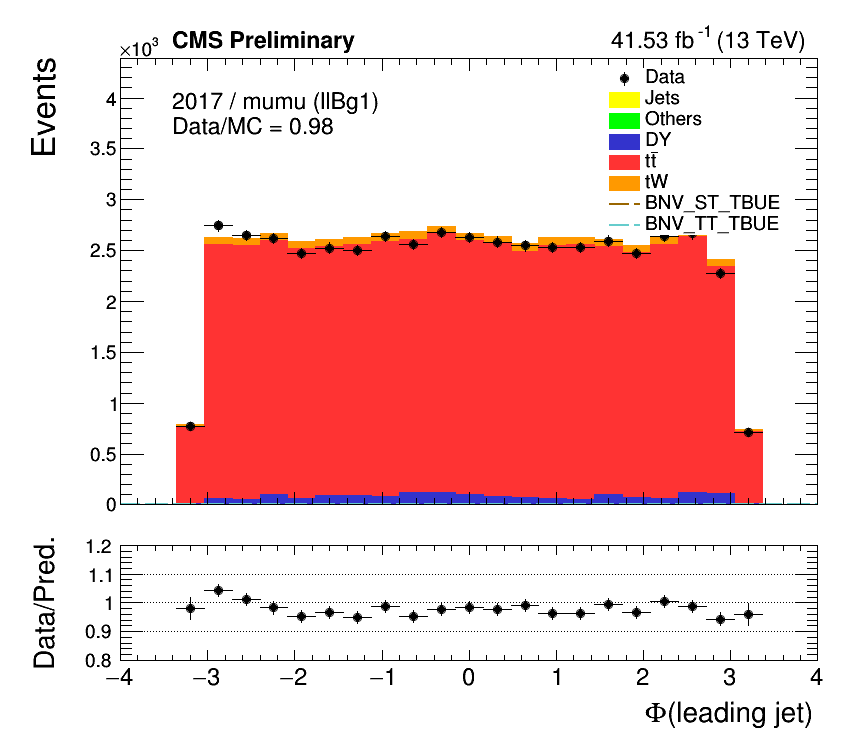 ×10³ CMS Preliminary 41.53 fb⁻¹ (13 TeV)
Events
2017 / mumu (llBg1)
Data/MC = 0.98
Data
Jets
Others
DY
tt̄
tW
BNV_ST_TBUE
BNV_TT_TBUE
4
3.5
3
2.5
2
1.5
1
0.5
0
Data/Pred.
1.2
1.1
1
0.9
0.8
−4 −3 −2 −1 0 1 2 3 4
Φ(leading jet)